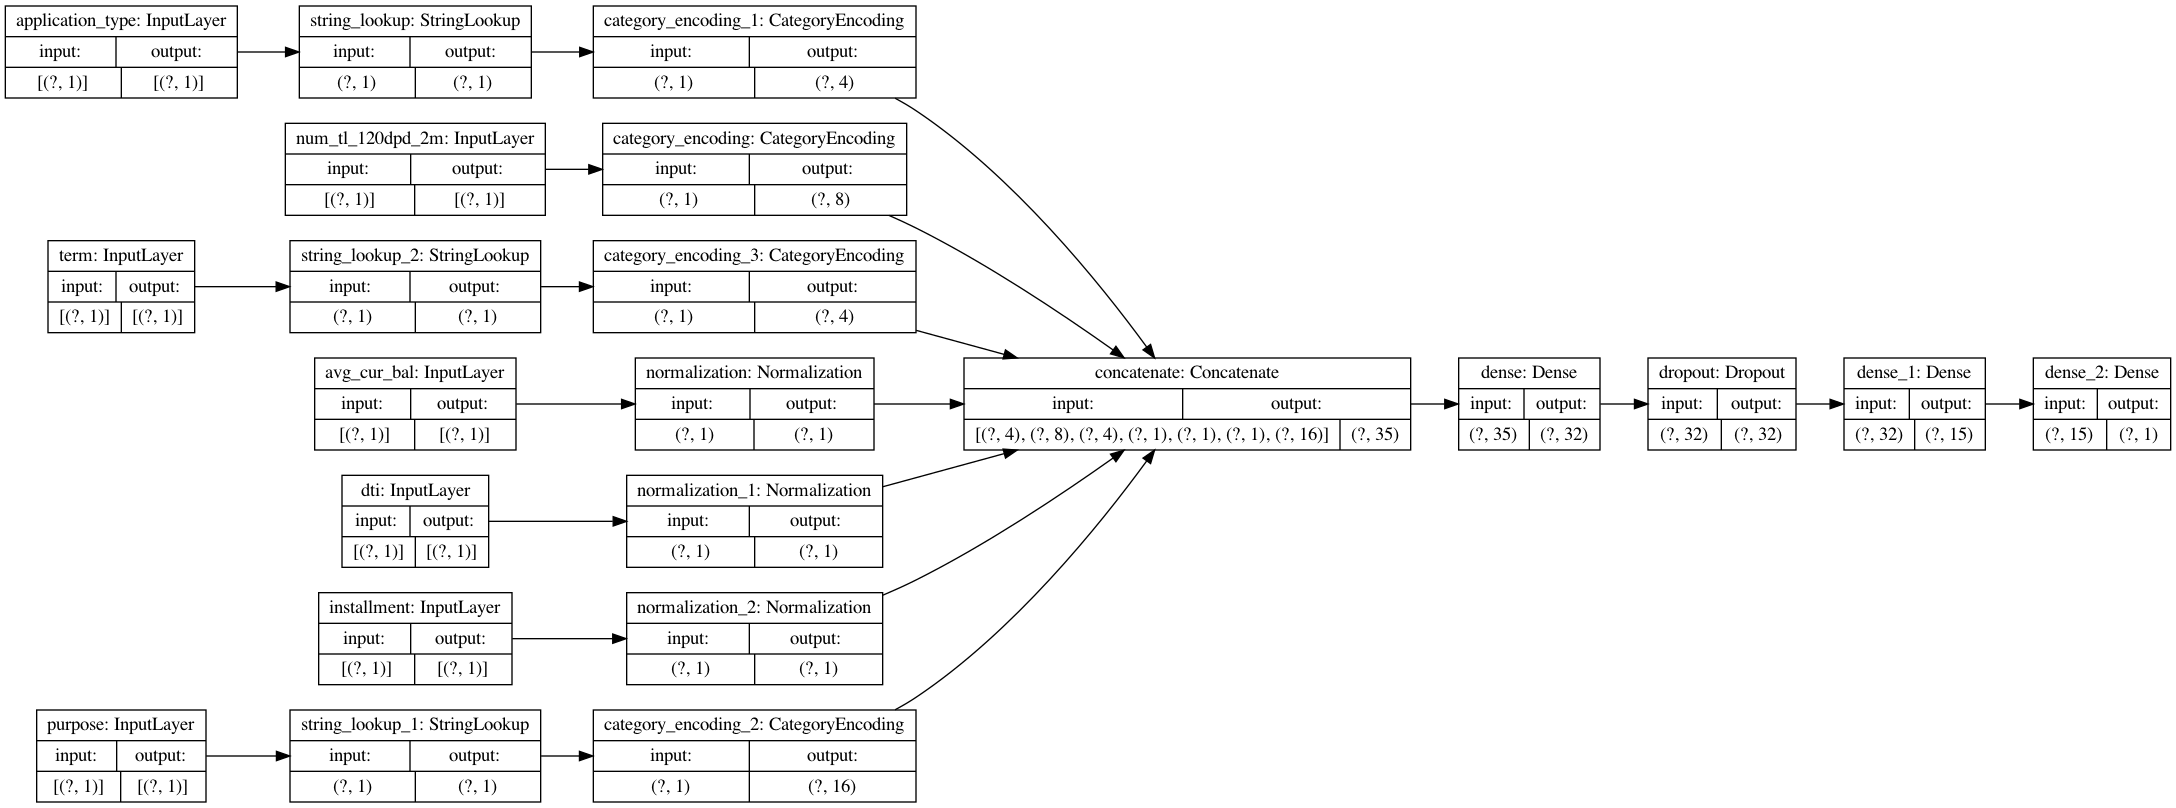 application_type: InputLayer
input: output:
[(?, 1)] [(?, 1)]
string_lookup: StringLookup
input: output:
(?, 1) (?, 1)
category_encoding_1: CategoryEncoding
input: output:
(?, 1) (?, 4)
num_tl_120dpd_2m: InputLayer
input: output:
[(?, 1)] [(?, 1)]
category_encoding: CategoryEncoding
input: output:
(?, 1) (?, 8)
term: InputLayer
input: output:
[(?, 1)] [(?, 1)]
string_lookup_2: StringLookup
input: output:
(?, 1) (?, 1)
category_encoding_3: CategoryEncoding
input: output:
(?, 1) (?, 4)
avg_cur_bal: InputLayer
input: output:
[(?, 1)] [(?, 1)]
normalization: Normalization
input: output:
(?, 1) (?, 1)
concatenate: Concatenate
input: output:
[(?, 4), (?, 8), (?, 4), (?, 1), (?, 1), (?, 1), (?, 16)] (?, 35)
dense: Dense
input: output:
(?, 35) (?, 32)
dropout: Dropout
input: output:
(?, 32) (?, 32)
dense_1: Dense
input: output:
(?, 32) (?, 15)
dense_2: Dense
input: output:
(?, 15) (?, 1)
dti: InputLayer
input: output:
[(?, 1)] [(?, 1)]
normalization_1: Normalization
input: output:
(?, 1) (?, 1)
installment: InputLayer
input: output:
[(?, 1)] [(?, 1)]
normalization_2: Normalization
input: output:
(?, 1) (?, 1)
purpose: InputLayer
input: output:
[(?, 1)] [(?, 1)]
string_lookup_1: StringLookup
input: output:
(?, 1) (?, 1)
category_encoding_2: CategoryEncoding
input: output:
(?, 1) (?, 16)